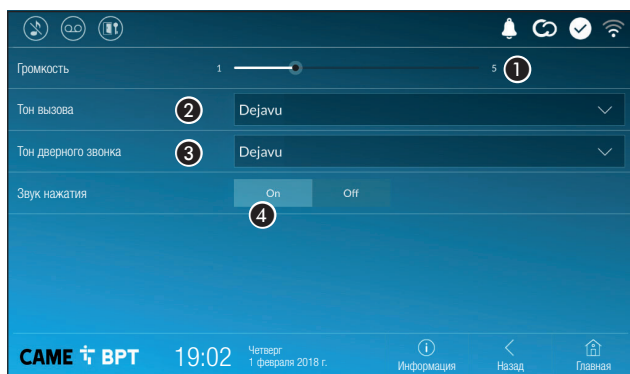 Громкость 1 5 1
Тон вызова 2 Dejavu
Тон дверного звонка 3 Dejavu
Звук нажатия On Off
4
CAME BPT 19:02 Четверг
1 февраля 2018 г.
Информация Назад Главная